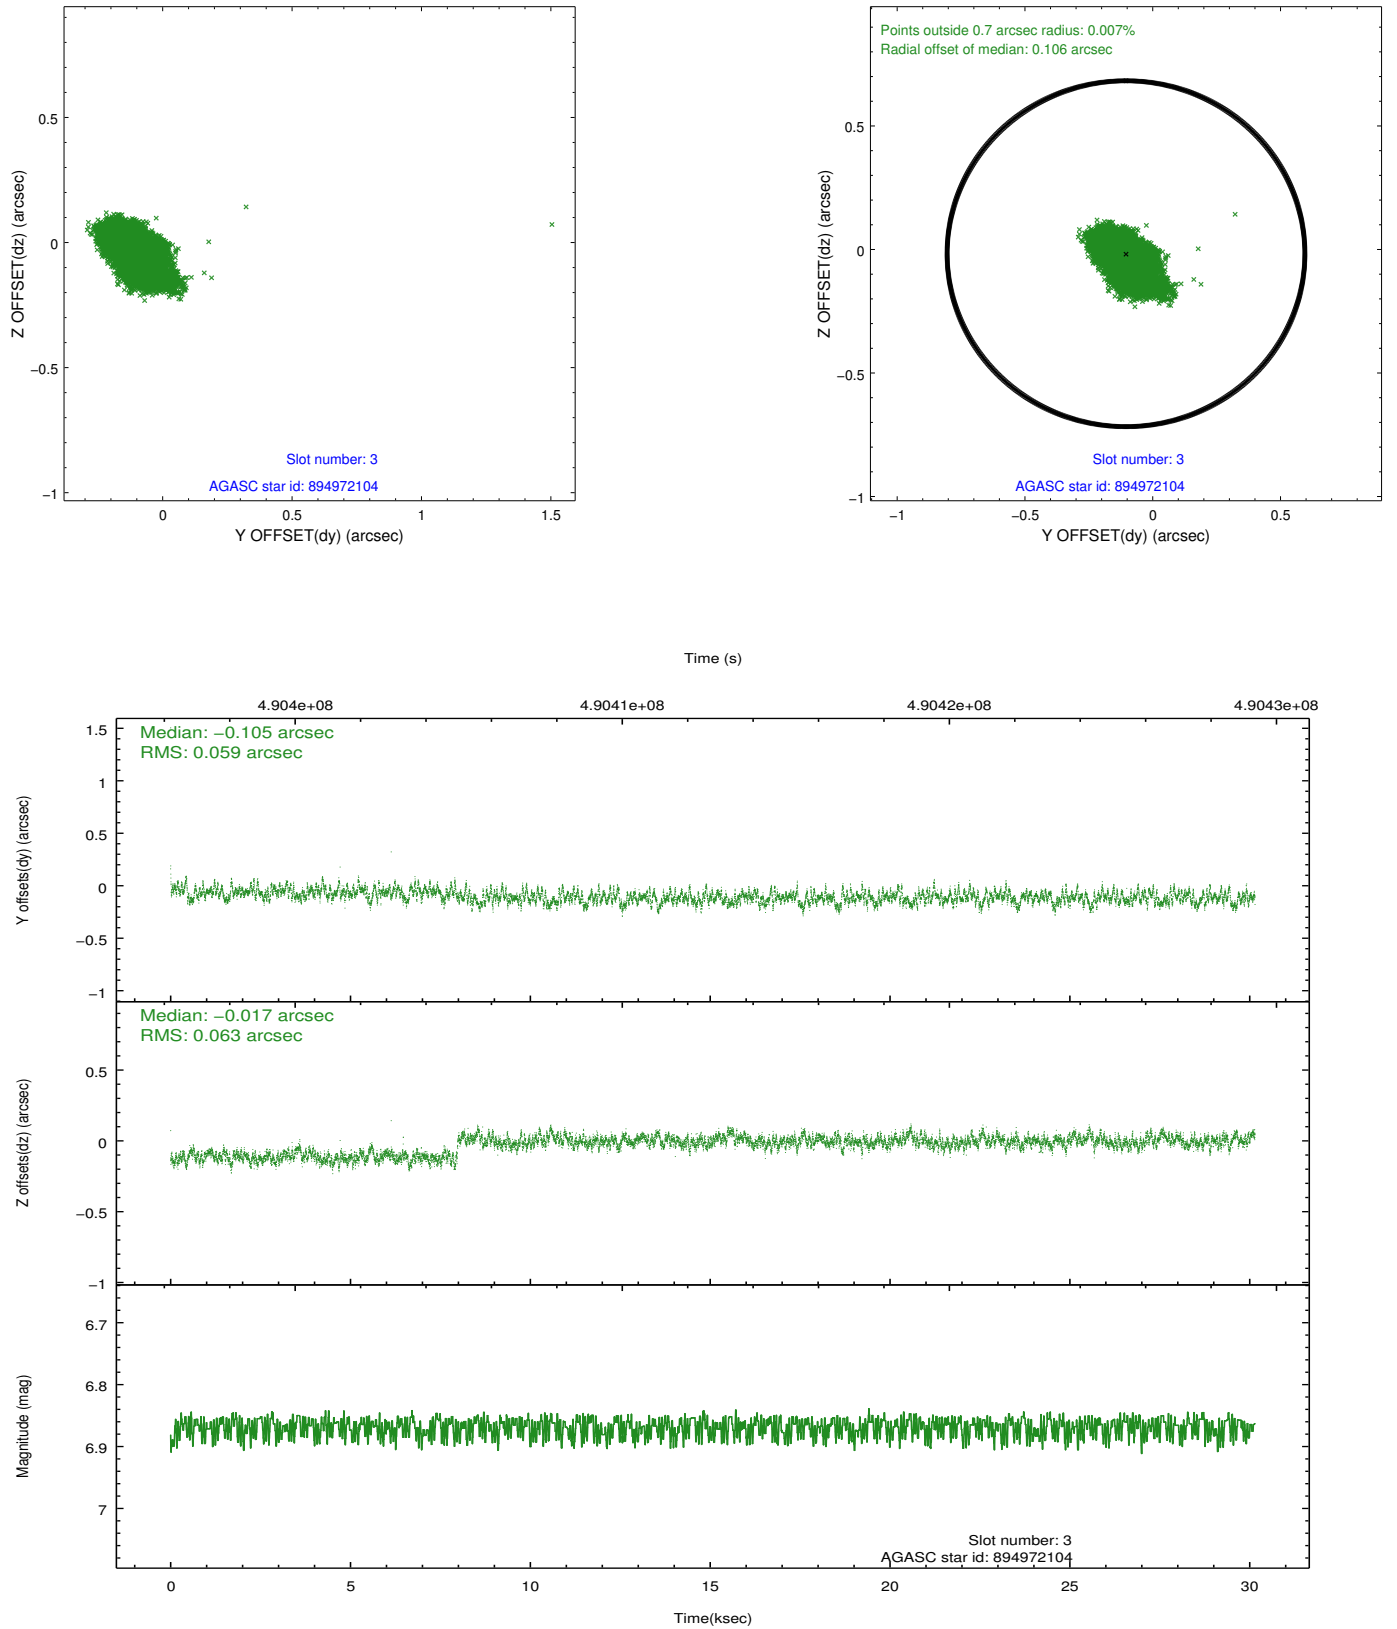 0.5
0
−0.5
−1
Z OFFSET(dz) (arcsec)
Slot number: 3
AGASC star id: 894972104
0
0.5
1
1.5
Y OFFSET(dy) (arcsec)
Points outside 0.7 arcsec radius: 0.007%
Radial offset of median: 0.106 arcsec
0.5
0
−0.5
−1
Z OFFSET(dz) (arcsec)
Slot number: 3
AGASC star id: 894972104
−1
−0.5
0
0.5
Y OFFSET(dy) (arcsec)
Time (s)
4.904e+08
4.9041e+08
4.9042e+08
4.9043e+08
Median: −0.105 arcsec
RMS: 0.059 arcsec
1.5
1
0.5
0
−0.5
−1
Y offsets(dy) (arcsec)
Median: −0.017 arcsec
RMS: 0.063 arcsec
0.5
0
−0.5
−1
Z offsets(dz) (arcsec)
6.7
6.8
6.9
7
Magnitude (mag)
Slot number: 3
AGASC star id: 894972104
0
5
10
15
20
25
30
Time(ksec)